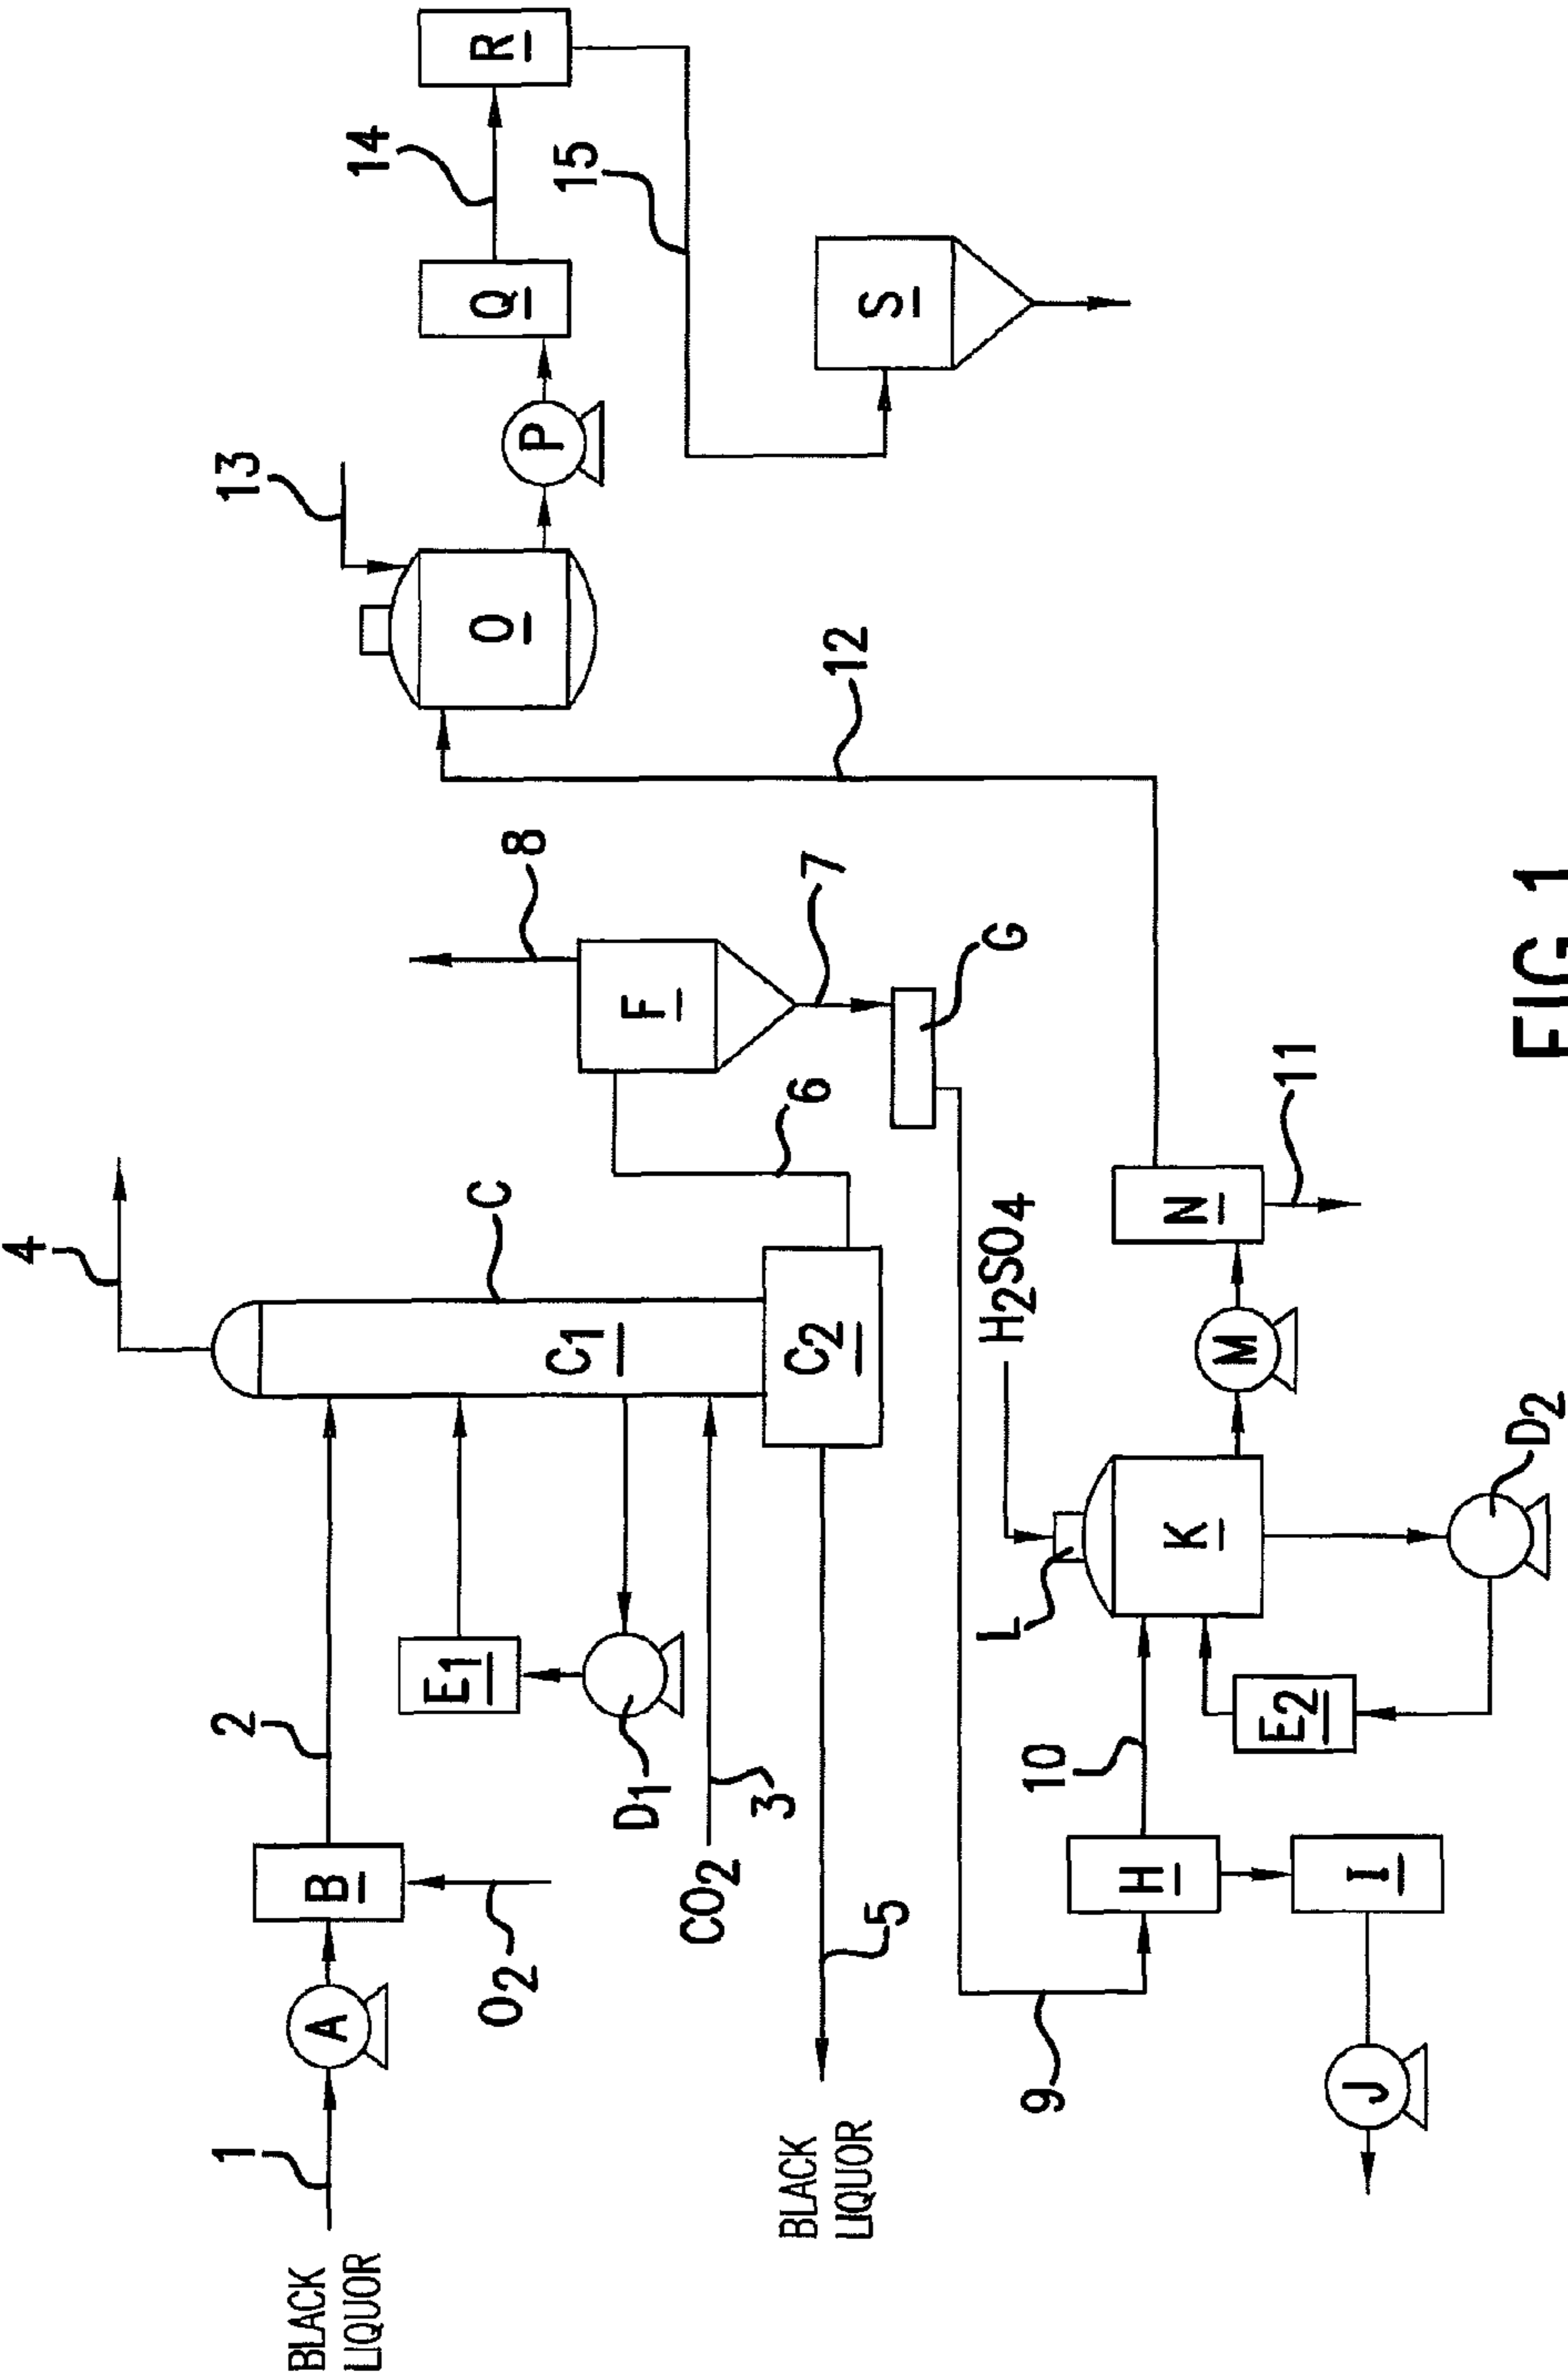 4
C
C1
C2
2
1
BLACK
LIQUOR
A
B
O2
E1
D1
CO2
3
BLACK
LIQUOR
5
6
F
8
7
G
13
O
P
Q
14
R
15
S
12
9
H
I
J
10
L
H2SO4
K
E2
D2
M
N
11
FIG 1